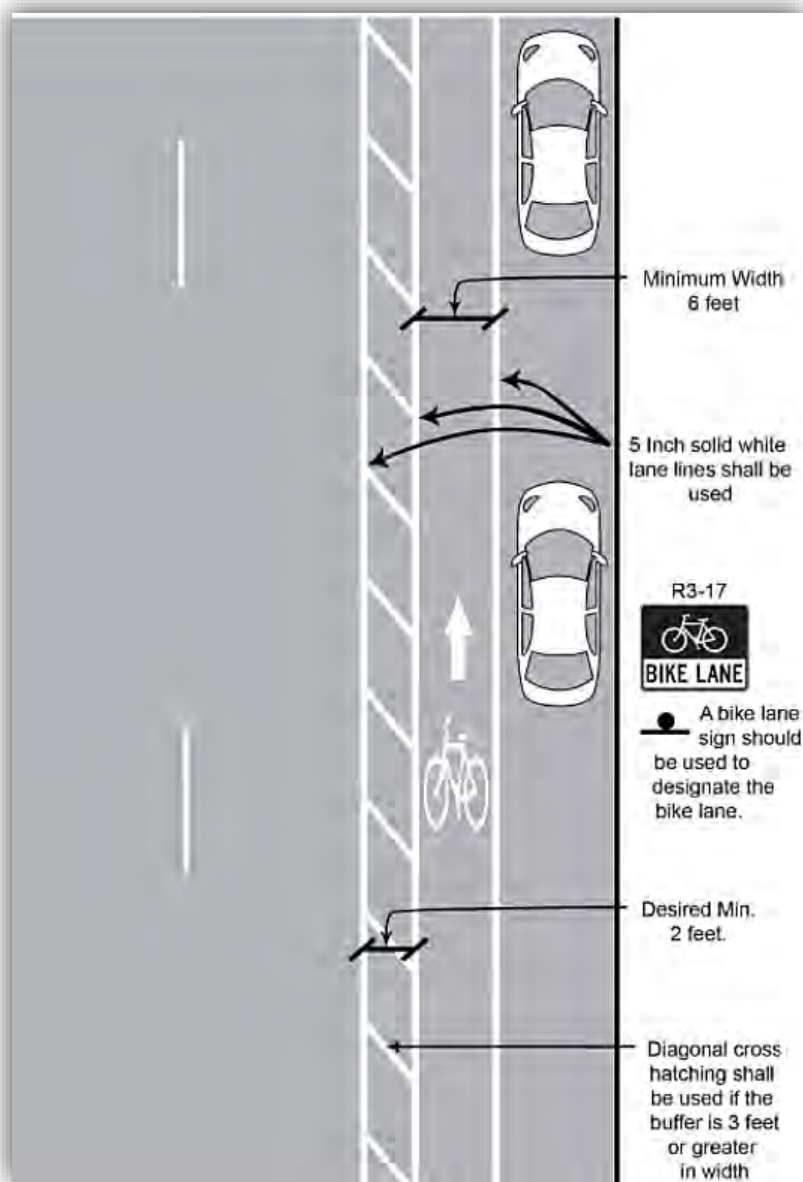 Minimum Width
6 feet
5 Inch solid white
lane lines shall be
used
R3-17
BIKE LANE
A bike lane
sign should
be used to
designate the
bike lane.
Desired Min.
2 feet.
Diagonal cross
hatching shall
be used if the
buffer is 3 feet
or greater
in width